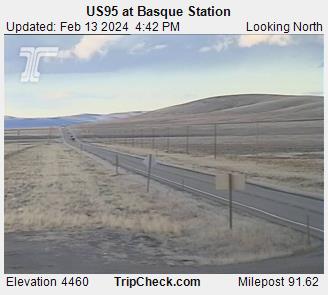 US95 at Basque Station
Updated: Feb 13 2024 4:42 PM Looking North
Elevation 4460 TripCheck.com Milepost 91.62